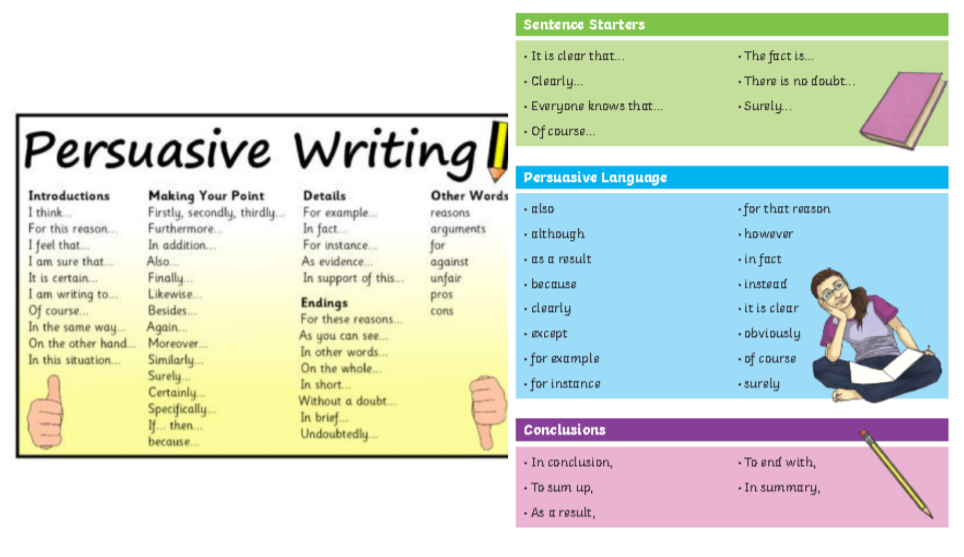 Persuasive Writing
Introductions
I think...
For this reason...
I feel that...
I am sure that...
It is certain...
I am writing to...
Of course...
In the same way...
On the other hand...
In this situation...
Making Your Point
Firstly, secondly, thirdly...
Furthermore...
In addition...
Also...
Finally...
Likewise...
Besides...
Again...
Moreover...
Similarly...
Surely...
Certainly...
Specifically...
If... then...
because...
Details
For example...
In fact...
For instance...
As evidence...
In support of this...
Endings
For these reasons...
As you can see...
In other words...
On the whole...
In short...
Without a doubt...
In brief...
Undoubtedly...
Other Words
reasons
arguments
for
against
unfair
pros
cons
Sentence Starters
• It is clear that...
• Clearly...
• Everyone knows that...
• Of course...
• The fact is...
• There is no doubt...
• Surely...
Persuasive Language
• also
• although
• as a result
• because
• clearly
• except
• for example
• for instance
• for that reason
• however
• in fact
• instead
• it is clear
• obviously
• of course
• surely
Conclusions
• In conclusion,
• To sum up,
• As a result,
• To end with,
• In summary,